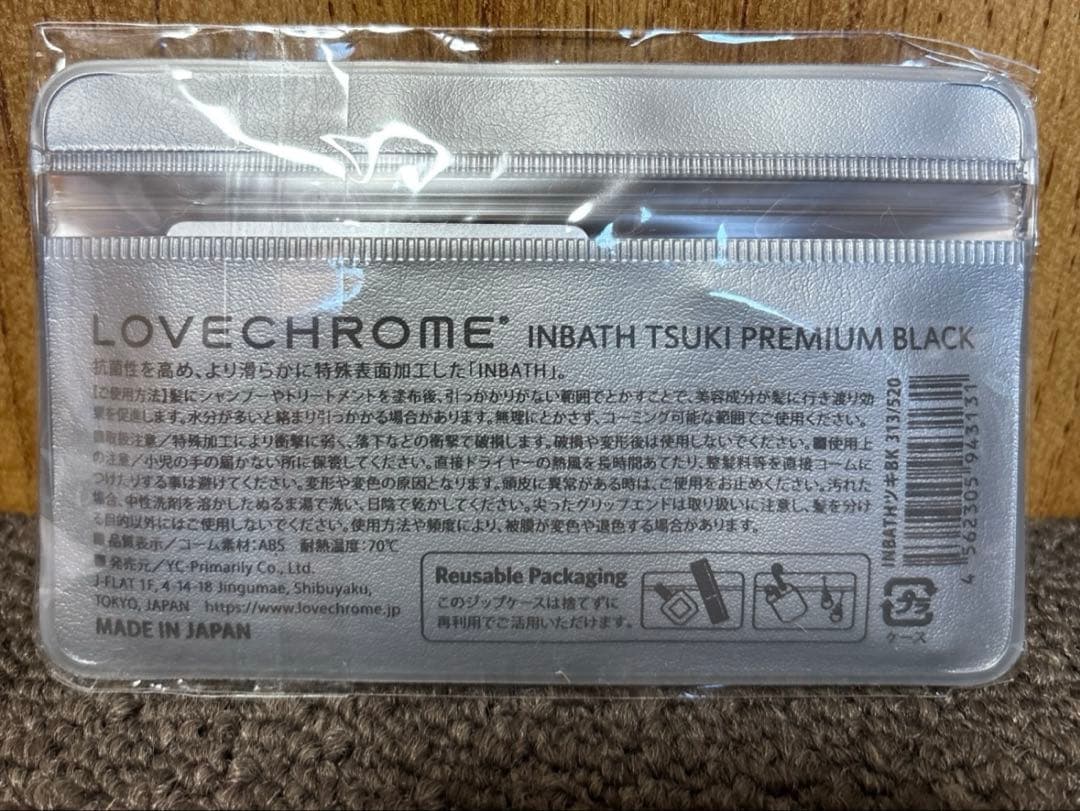 LOVECHROME® INBATH TSUKI PREMIUM BLACK
抗菌性を高め、より滑らかに特殊表面加工した「INBATH」。
【ご使用方法】髪にシャンプーやトリートメントを塗布後、引っかかりがない範囲でとかすことで、美容成分が髪に行き渡り効
果を促進します。水分が多いと絡まり引っかかる場合があります。無理にとかさず、コーミング可能な範囲でご使用ください。
■取扱注意/特殊加工により衝撃に弱く、落下などの衝撃で破損します。破損や変形後は使用しないでください。■使用上
の注意/小児の手の届かない所に保管してください。直接ドライヤーの熱風を長時間あてたり、整髪料等を直接コームに
つけたりする事は避けてください。変形や変色の原因となります。頭皮に異常がある時は、ご使用をお止めください。汚れた
場合、中性洗剤を溶かしたぬるま湯で洗い、日陰で乾かしてください。尖ったグリップエンドは取り扱いに注意し、髪を分け
る目的以外にはご使用しないでください。使用方法や頻度により、被膜が変色や退色する場合があります。
■品質表示/コーム素材:ABS 耐熱温度:70℃
■発売元/YC-Primarily Co., Ltd.
J-FLAT 1F, 4-14-18 Jingumae, Shibuyaku,
TOKYO, JAPAN https://www.lovechrome.jp
MADE IN JAPAN
Reusable Packaging
このジップケースは捨てずに
再利用でご活用いただけます。
INBATHツキBK 313/520
4 562305 943131
プラ
ケース